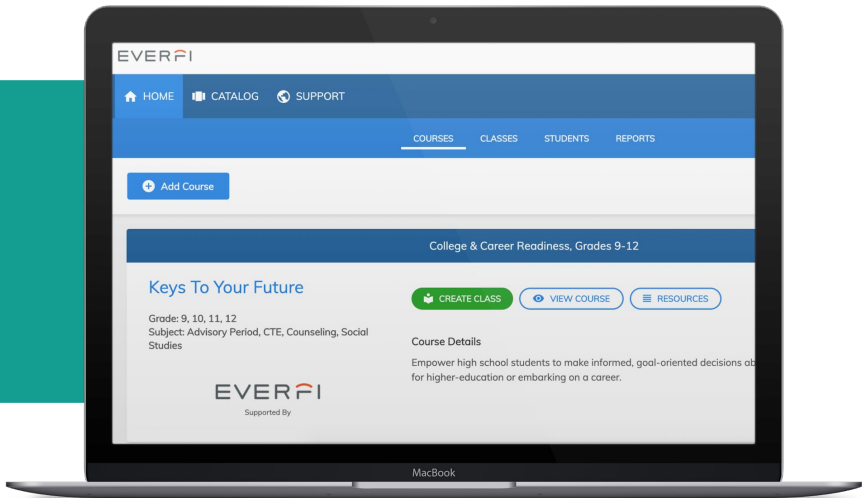 EVERFI
HOME CATALOG SUPPORT
COURSES CLASSES STUDENTS REPORTS
Add Course
College & Career Readiness, Grades 9-12
Keys To Your Future
CREATE CLASS VIEW COURSE RESOURCES
Grade: 9, 10, 11, 12
Subject: Advisory Period, CTE, Counseling, Social
Studies
Course Details
Empower high school students to make informed, goal-oriented decisions ab
for higher-education or embarking on a career.
EVERFI
Supported By
MacBook